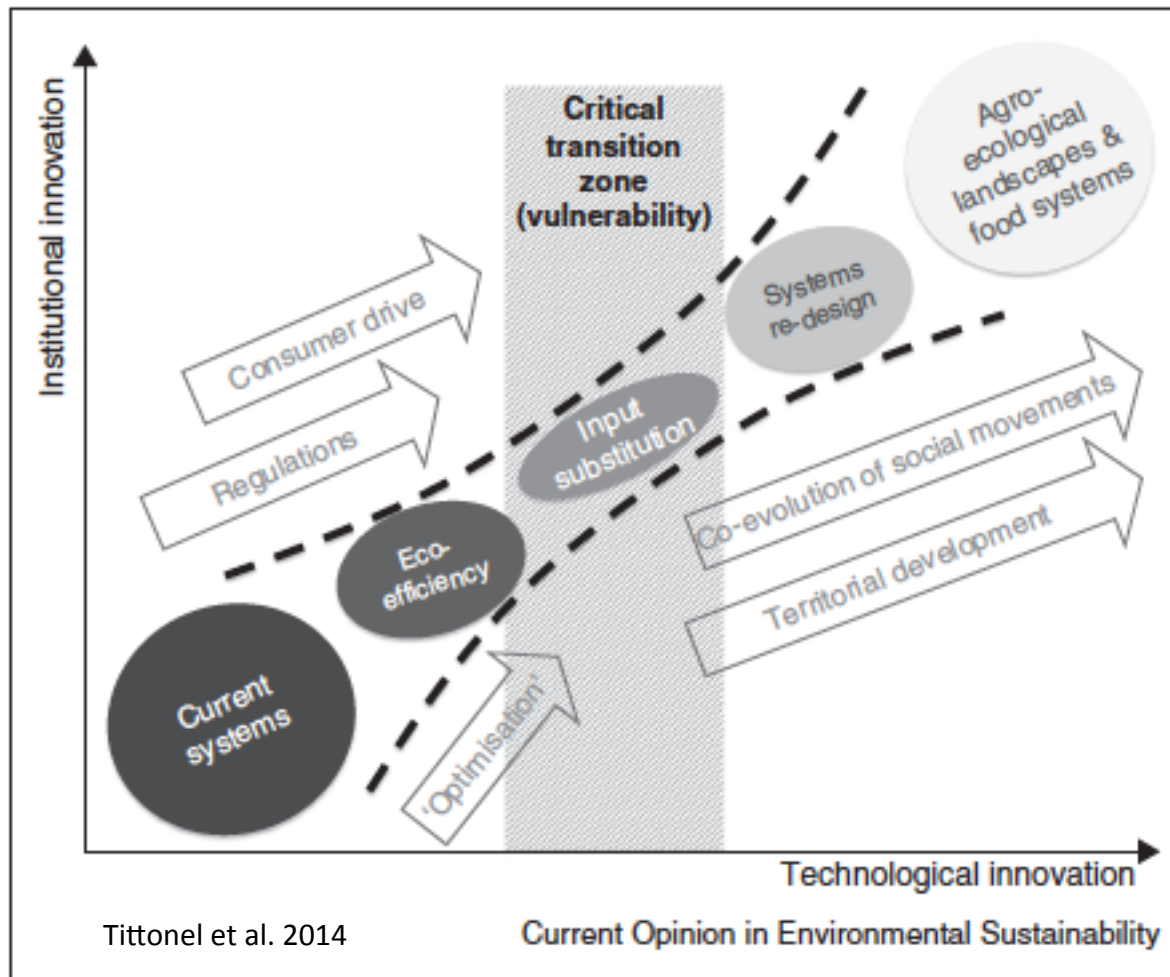 Institutional innovation
Critical
transition
zone
(vulnerability)
Agro-
ecological
landscapes &
food systems
Systems
re-design
Consumer drive
Regulations
Input
substitution
Eco-
efficiency
Current
systems
'Optimisation'
Co-evolution of social movements
Territorial development
Technological innovation
Tittonel et al. 2014
Current Opinion in Environmental Sustainability